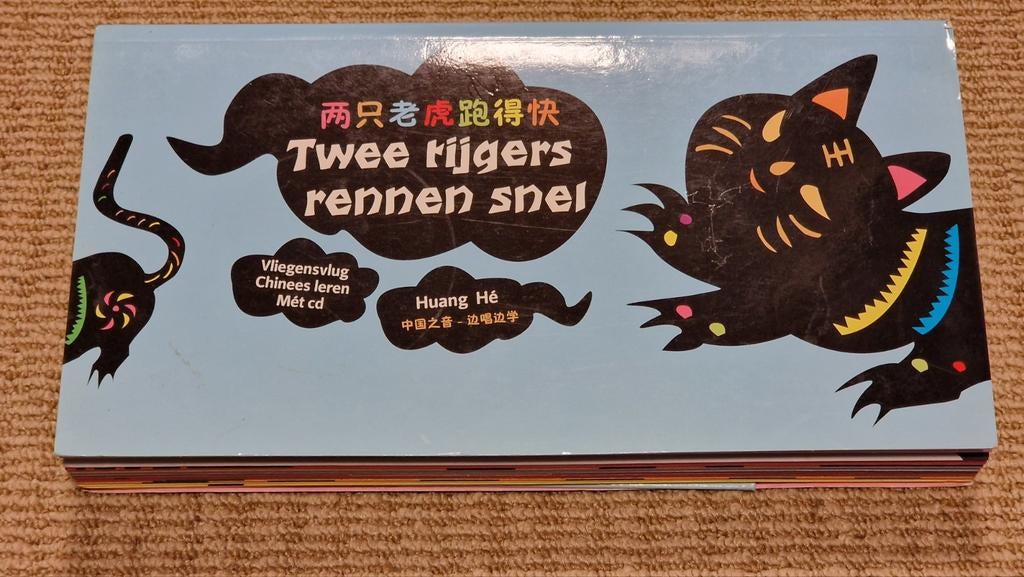 两只老虎跑得快
Twee tijgers
rennen snel
Vliegensvlug
Chinees leren
Mét cd
Huang Hé
中国之音 - 边唱边学
王